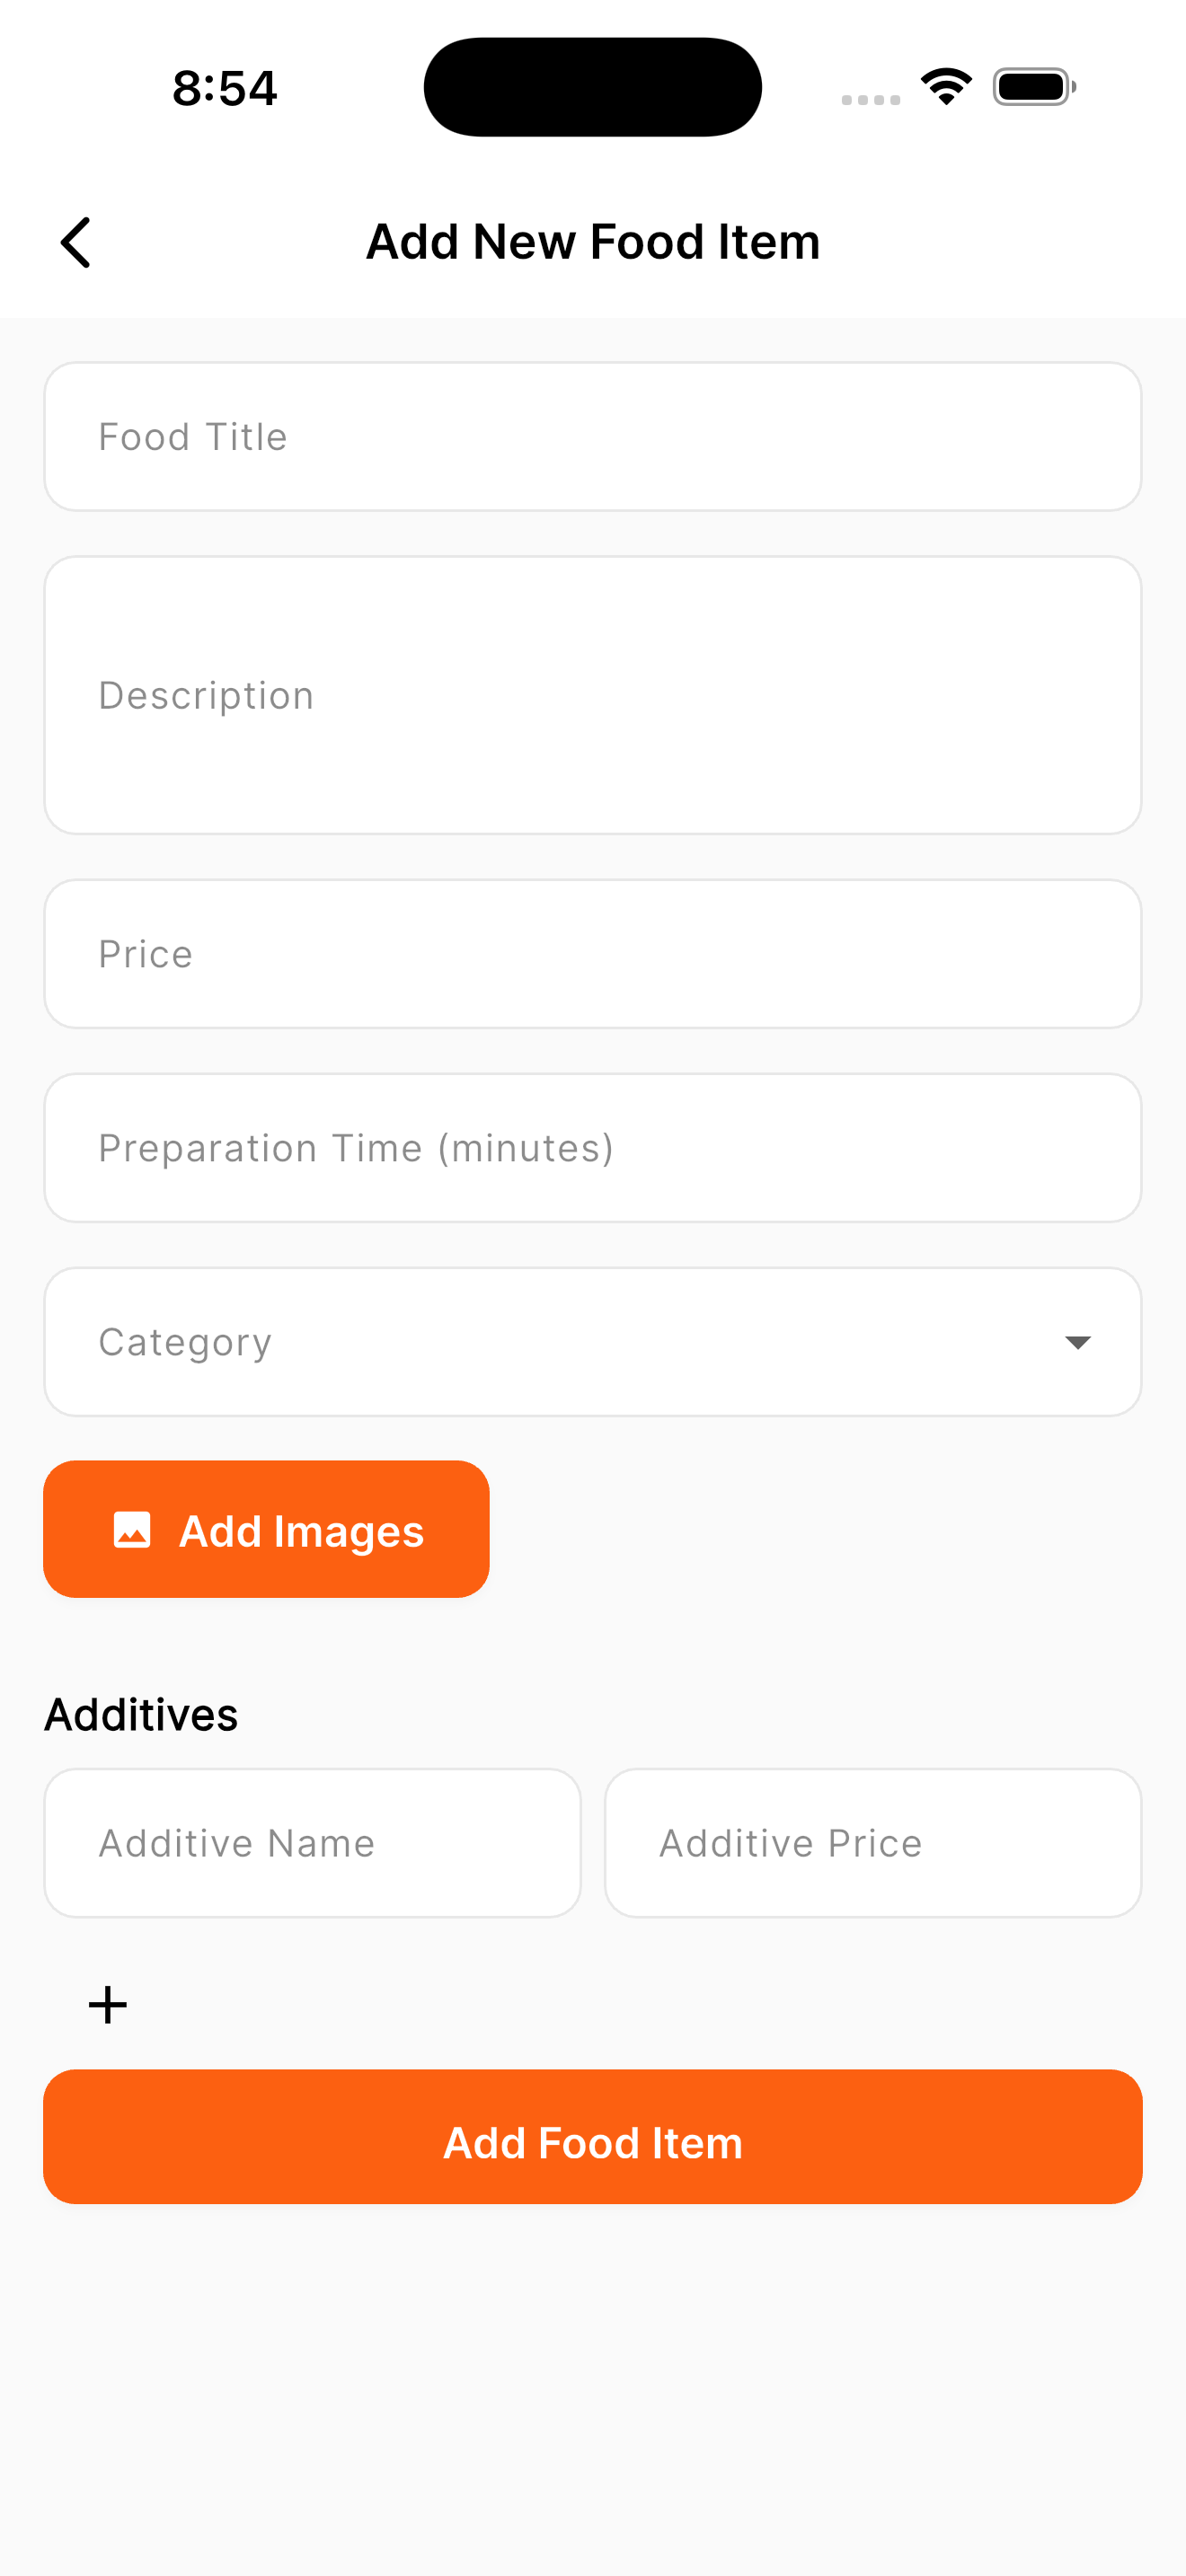 8:54
Add New Food Item
Food Title
Description
Price
Preparation Time (minutes)
Category
Add Images
Additives
Additive Name Additive Price
+
Add Food Item